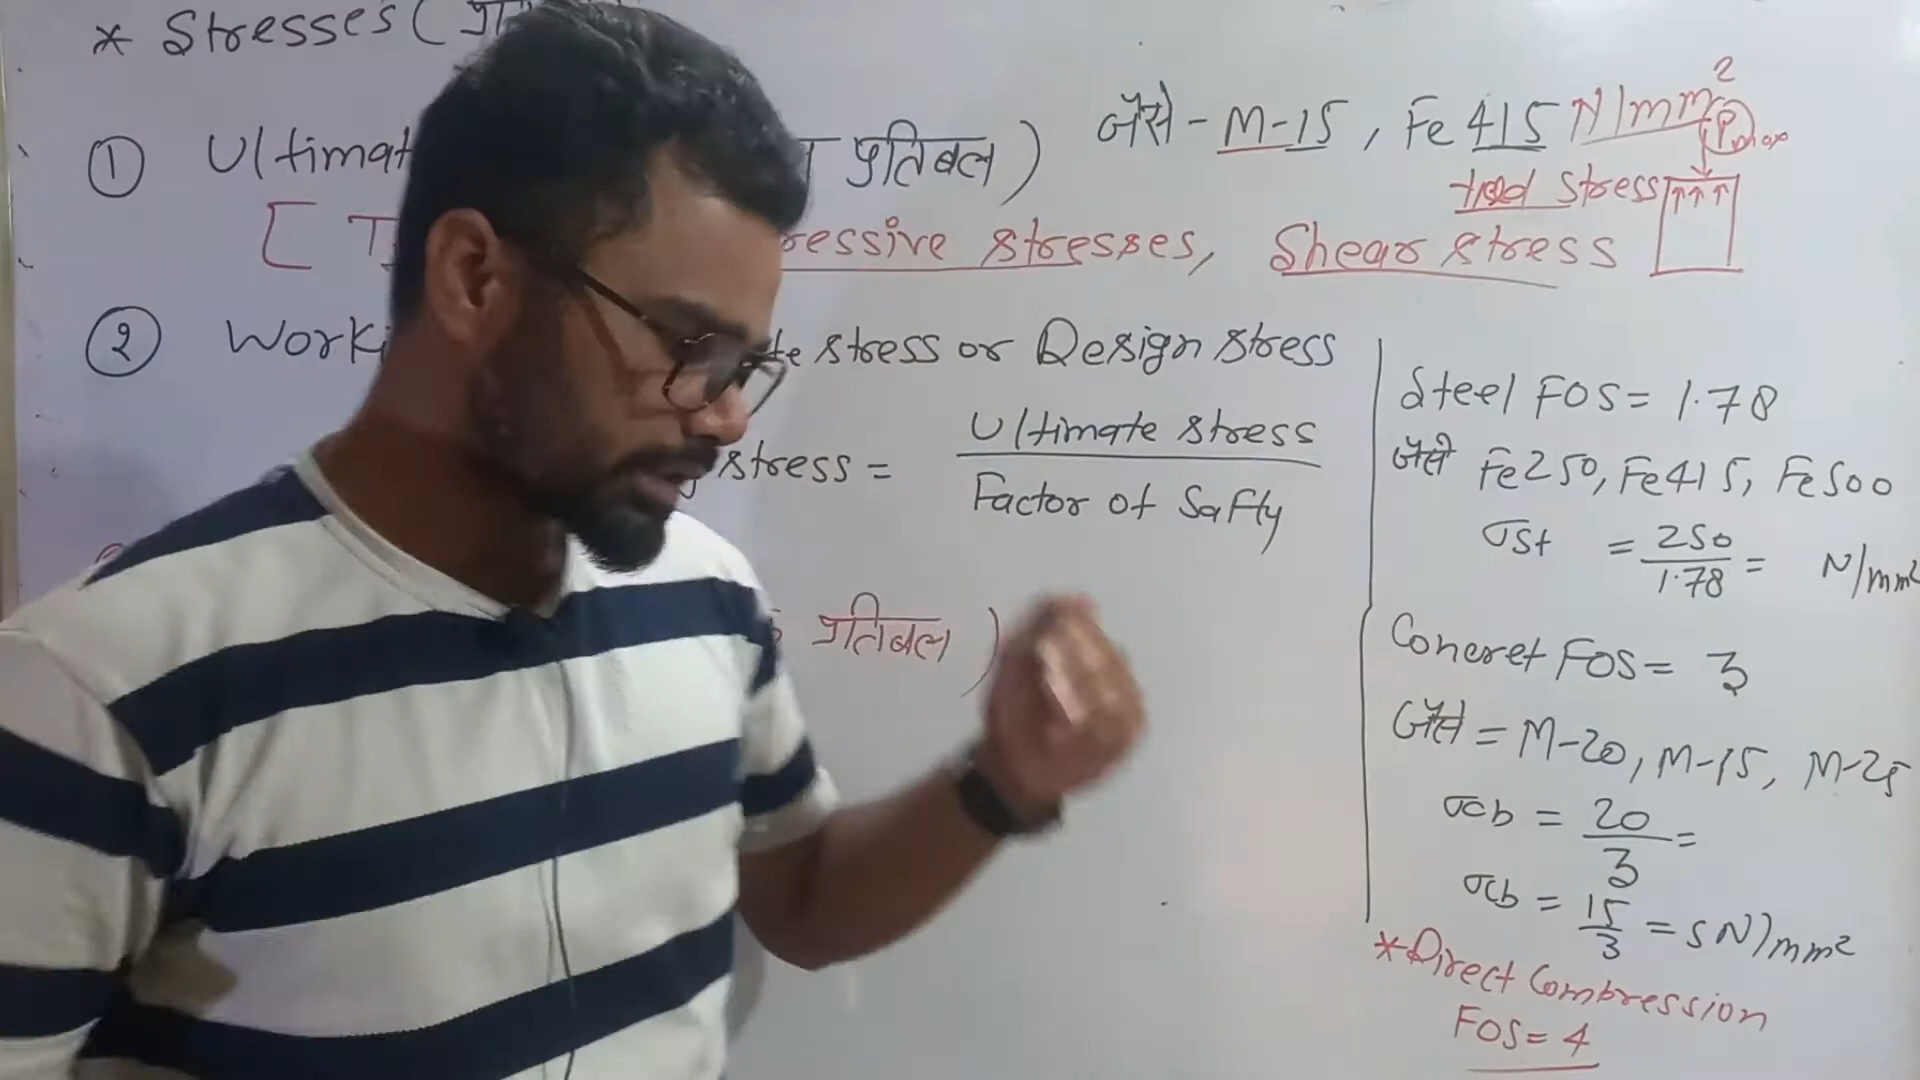 * Stresses (
① Ultimat प्रतिबल) जैसे - M-15, Fe 415 N/mm²
Pmax
stress
[ T ressive stresses, Shear stress
② Worki te stress or Design stress
stress = Ultimate stress
Factor of Safty
प्रतिबल )
Steel FOS = 1.78
जैसे Fe250, Fe415, Fe500
σst = 250/1.78 = N/mm²
Concret FOS = 3
जैसे = M-20, M-15, M-25
σcb = 20/3 =
σcb = 15/3 = 5 N/mm²
* Direct Combression
FOS = 4